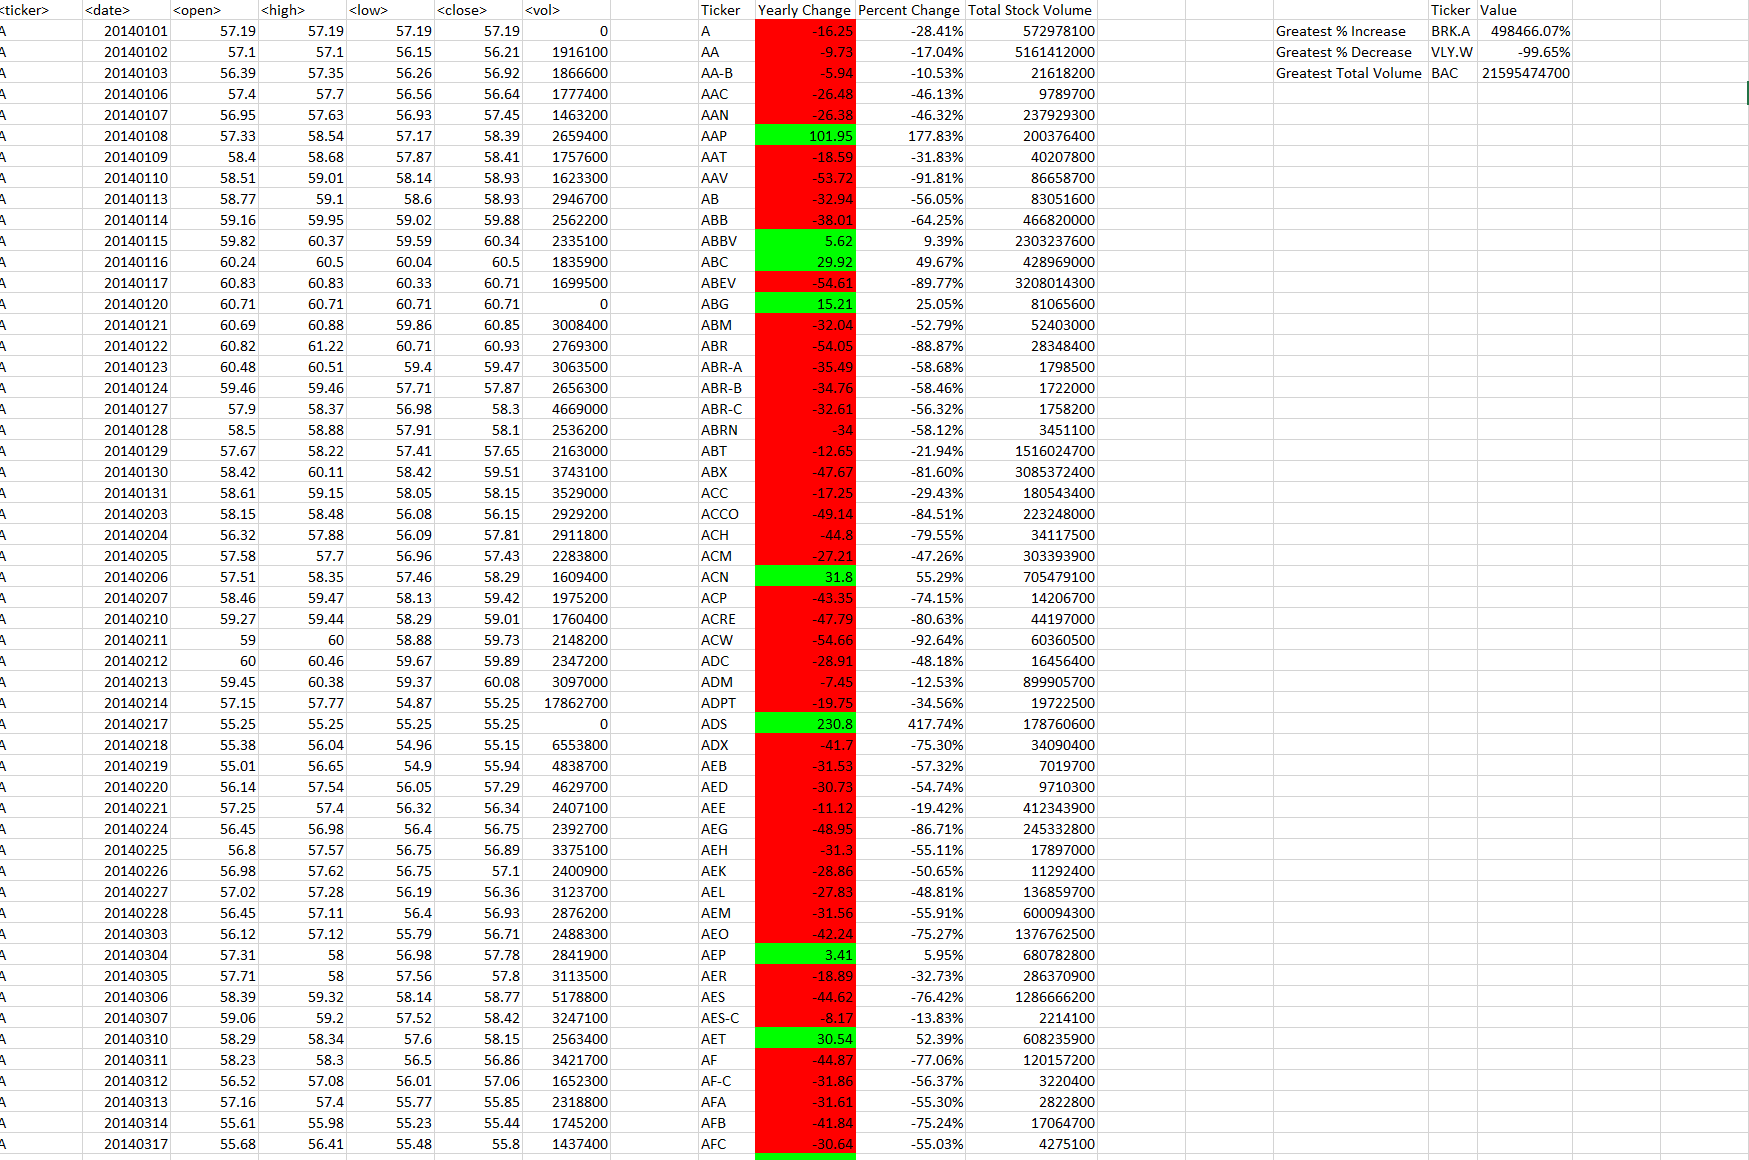 <ticker> <date> <open> <high> <low> <close> <vol> Ticker Yearly Change Percent Change Total Stock Volume Ticker Value
A 20140101 57.19 57.19 57.19 57.19 0 A -16.25 -28.41% 572978100 Greatest % Increase BRK.A 498466.07%
A 20140102 57.1 57.1 56.15 56.21 1916100 AA -9.73 -17.04% 5161412000 Greatest % Decrease VLY.W -99.65%
A 20140103 56.39 57.35 56.26 56.92 1866600 AA-B -5.94 -10.53% 21618200 Greatest Total Volume BAC 21595474700
A 20140106 57.4 57.7 56.56 56.64 1777400 AAC -26.48 -46.13% 9789700
A 20140107 56.95 57.63 56.93 57.45 1463200 AAN -26.38 -46.32% 237929300
A 20140108 57.33 58.54 57.17 58.39 2659400 AAP 101.95 177.83% 200376400
A 20140109 58.4 58.68 57.87 58.41 1757600 AAT -18.59 -31.83% 40207800
A 20140110 58.51 59.01 58.14 58.93 1623300 AAV -53.72 -91.81% 86658700
A 20140113 58.77 59.1 58.6 58.93 2946700 AB -32.94 -56.05% 83051600
A 20140114 59.16 59.95 59.02 59.88 2562200 ABB -38.01 -64.25% 466820000
A 20140115 59.82 60.37 59.59 60.34 2335100 ABBV 5.62 9.39% 2303237600
A 20140116 60.24 60.5 60.04 60.5 1835900 ABC 29.92 49.67% 428969000
A 20140117 60.83 60.83 60.33 60.71 1699500 ABEV -54.61 -89.77% 3208014300
A 20140120 60.71 60.71 60.71 60.71 0 ABG 15.21 25.05% 81065600
A 20140121 60.69 60.88 59.86 60.85 3008400 ABM -32.04 -52.79% 52403000
A 20140122 60.82 61.22 60.71 60.93 2769300 ABR -54.05 -88.87% 28348400
A 20140123 60.48 60.51 59.4 59.47 3063500 ABR-A -35.49 -58.68% 1798500
A 20140124 59.46 59.46 57.71 57.87 2656300 ABR-B -34.76 -58.46% 1722000
A 20140127 57.9 58.37 56.98 58.3 4669000 ABR-C -32.61 -56.32% 1758200
A 20140128 58.5 58.88 57.91 58.1 2536200 ABRN -34 -58.12% 3451100
A 20140129 57.67 58.22 57.41 57.65 2163000 ABT -12.65 -21.94% 1516024700
A 20140130 58.42 60.11 58.42 59.51 3743100 ABX -47.67 -81.60% 3085372400
A 20140131 58.61 59.15 58.05 58.15 3529000 ACC -17.25 -29.43% 180543400
A 20140203 58.15 58.48 56.08 56.15 2929200 ACCO -49.14 -84.51% 223248000
A 20140204 56.32 57.88 56.09 57.81 2911800 ACH -44.8 -79.55% 34117500
A 20140205 57.58 57.7 56.96 57.43 2283800 ACM -27.21 -47.26% 303393900
A 20140206 57.51 58.35 57.46 58.29 1609400 ACN 31.8 55.29% 705479100
A 20140207 58.46 59.47 58.13 59.42 1975200 ACP -43.35 -74.15% 14206700
A 20140210 59.27 59.44 58.29 59.01 1760400 ACRE -47.79 -80.63% 44197000
A 20140211 59 60 58.88 59.73 2148200 ACW -54.66 -92.64% 60360500
A 20140212 60 60.46 59.67 59.89 2347200 ADC -28.91 -48.18% 16456400
A 20140213 59.45 60.38 59.37 60.08 3097000 ADM -7.45 -12.53% 899905700
A 20140214 57.15 57.77 54.87 55.25 17862700 ADPT -19.75 -34.56% 19722500
A 20140217 55.25 55.25 55.25 55.25 0 ADS 230.8 417.74% 178760600
A 20140218 55.38 56.04 54.96 55.15 6553800 ADX -41.7 -75.30% 34090400
A 20140219 55.01 56.65 54.9 55.94 4838700 AEB -31.53 -57.32% 7019700
A 20140220 56.14 57.54 56.05 57.29 4629700 AED -30.73 -54.74% 9710300
A 20140221 57.25 57.4 56.32 56.34 2407100 AEE -11.12 -19.42% 412343900
A 20140224 56.45 56.98 56.4 56.75 2392700 AEG -48.95 -86.71% 245332800
A 20140225 56.8 57.57 56.75 56.89 3375100 AEH -31.3 -55.11% 17897000
A 20140226 56.98 57.62 56.75 57.1 2400900 AEK -28.86 -50.65% 11292400
A 20140227 57.02 57.28 56.19 56.36 3123700 AEL -27.83 -48.81% 136859700
A 20140228 56.45 57.11 56.4 56.93 2876200 AEM -31.56 -55.91% 600094300
A 20140303 56.12 57.12 55.79 56.71 2488300 AEO -42.24 -75.27% 1376762500
A 20140304 57.31 58 56.98 57.78 2841900 AEP 3.41 5.95% 680782800
A 20140305 57.71 58 57.56 57.8 3113500 AER -18.89 -32.73% 286370900
A 20140306 58.39 59.32 58.14 58.77 5178800 AES -44.62 -76.42% 1286666200
A 20140307 59.06 59.2 57.52 58.42 3247100 AES-C -8.17 -13.83% 2214100
A 20140310 58.29 58.34 57.6 58.15 2563400 AET 30.54 52.39% 608235900
A 20140311 58.23 58.3 56.5 56.86 3421700 AF -44.87 -77.06% 120157200
A 20140312 56.52 57.08 56.01 57.06 1652300 AF-C -31.86 -56.37% 3220400
A 20140313 57.16 57.4 55.77 55.85 2318800 AFA -31.61 -55.30% 2822800
A 20140314 55.61 55.98 55.23 55.44 1745200 AFB -41.84 -75.24% 17064700
A 20140317 55.68 56.41 55.48 55.8 1437400 AFC -30.64 -55.03% 4275100